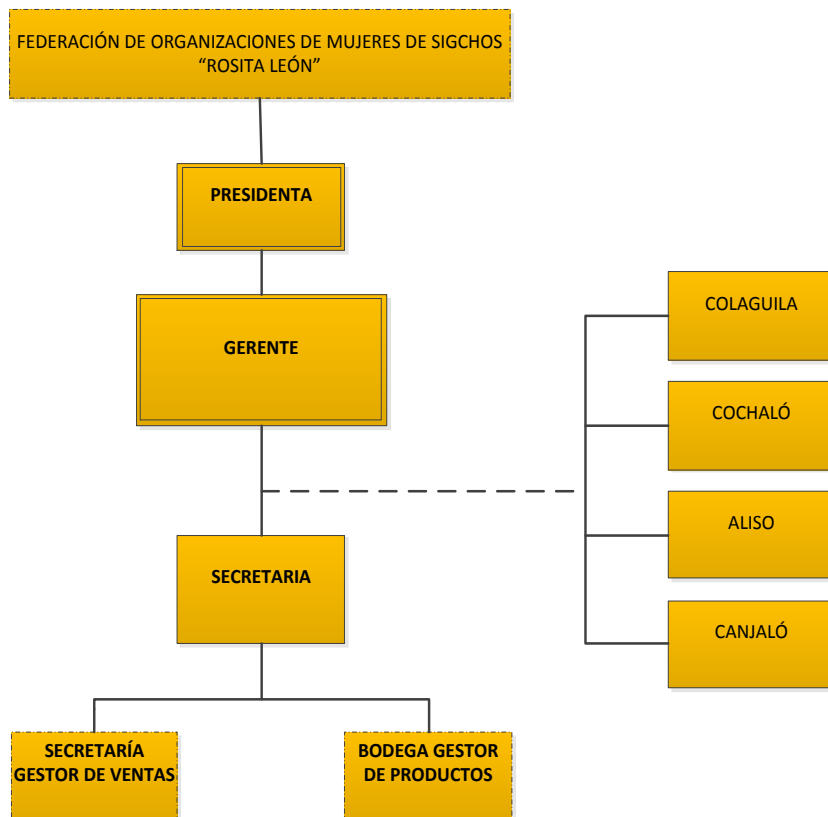 FEDERACIÓN DE ORGANIZACIONES DE MUJERES DE SIGCHOS
“ROSITA LEÓN”
PRESIDENTA
GERENTE
COLAGUILA
COCHALÓ
ALISO
CANJALÓ
SECRETARIA
SECRETARÍA
GESTOR DE VENTAS
BODEGA GESTOR
DE PRODUCTOS